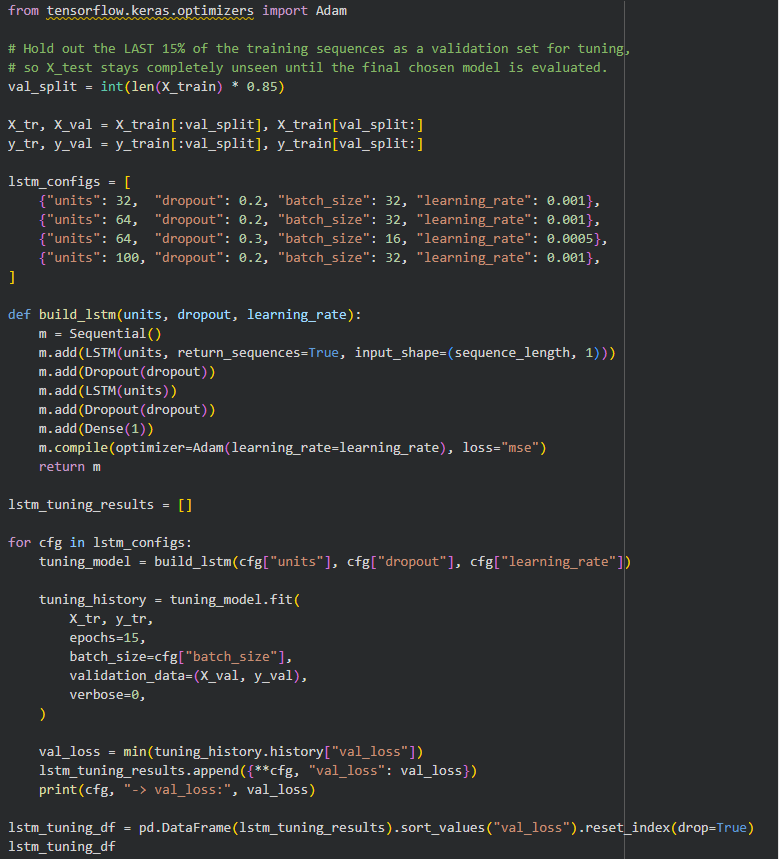 from tensorflow.keras.optimizers import Adam

# Hold out the LAST 15% of the training sequences as a validation set for tuning,
# so X_test stays completely unseen until the final chosen model is evaluated.
val_split = int(len(X_train) * 0.85)

X_tr, X_val = X_train[:val_split], X_train[val_split:]
y_tr, y_val = y_train[:val_split], y_train[val_split:]

lstm_configs = [
    {"units": 32,  "dropout": 0.2, "batch_size": 32, "learning_rate": 0.001},
    {"units": 64,  "dropout": 0.2, "batch_size": 32, "learning_rate": 0.001},
    {"units": 64,  "dropout": 0.3, "batch_size": 16, "learning_rate": 0.0005},
    {"units": 100, "dropout": 0.2, "batch_size": 32, "learning_rate": 0.001},
]

def build_lstm(units, dropout, learning_rate):
    m = Sequential()
    m.add(LSTM(units, return_sequences=True, input_shape=(sequence_length, 1)))
    m.add(Dropout(dropout))
    m.add(LSTM(units))
    m.add(Dropout(dropout))
    m.add(Dense(1))
    m.compile(optimizer=Adam(learning_rate=learning_rate), loss="mse")
    return m

lstm_tuning_results = []

for cfg in lstm_configs:
    tuning_model = build_lstm(cfg["units"], cfg["dropout"], cfg["learning_rate"])

    tuning_history = tuning_model.fit(
        X_tr, y_tr,
        epochs=15,
        batch_size=cfg["batch_size"],
        validation_data=(X_val, y_val),
        verbose=0,
    )

    val_loss = min(tuning_history.history["val_loss"])
    lstm_tuning_results.append({**cfg, "val_loss": val_loss})
    print(cfg, "-> val_loss:", val_loss)

lstm_tuning_df = pd.DataFrame(lstm_tuning_results).sort_values("val_loss").reset_index(drop=True)
lstm_tuning_df